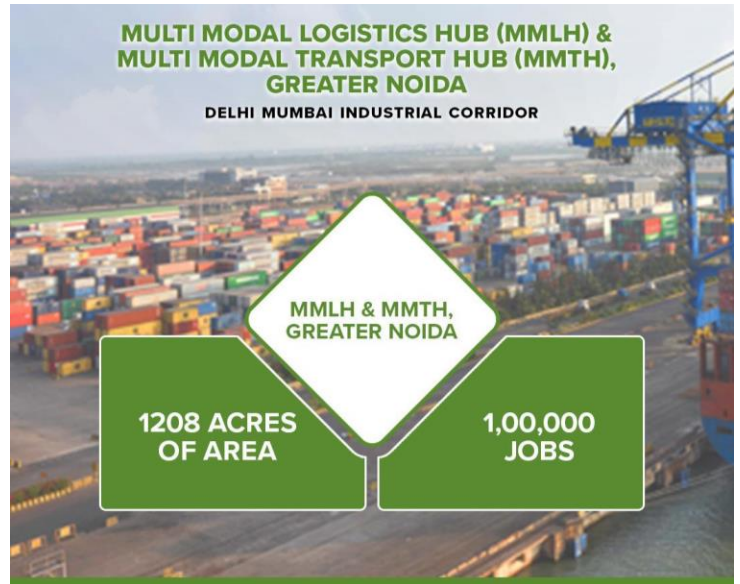 MULTI MODAL LOGISTICS HUB (MMLH) &
MULTI MODAL TRANSPORT HUB (MMTH),
GREATER NOIDA
DELHI MUMBAI INDUSTRIAL CORRIDOR
MMLH & MMTH,
GREATER NOIDA
1208 ACRES
OF AREA
1,00,000
JOBS